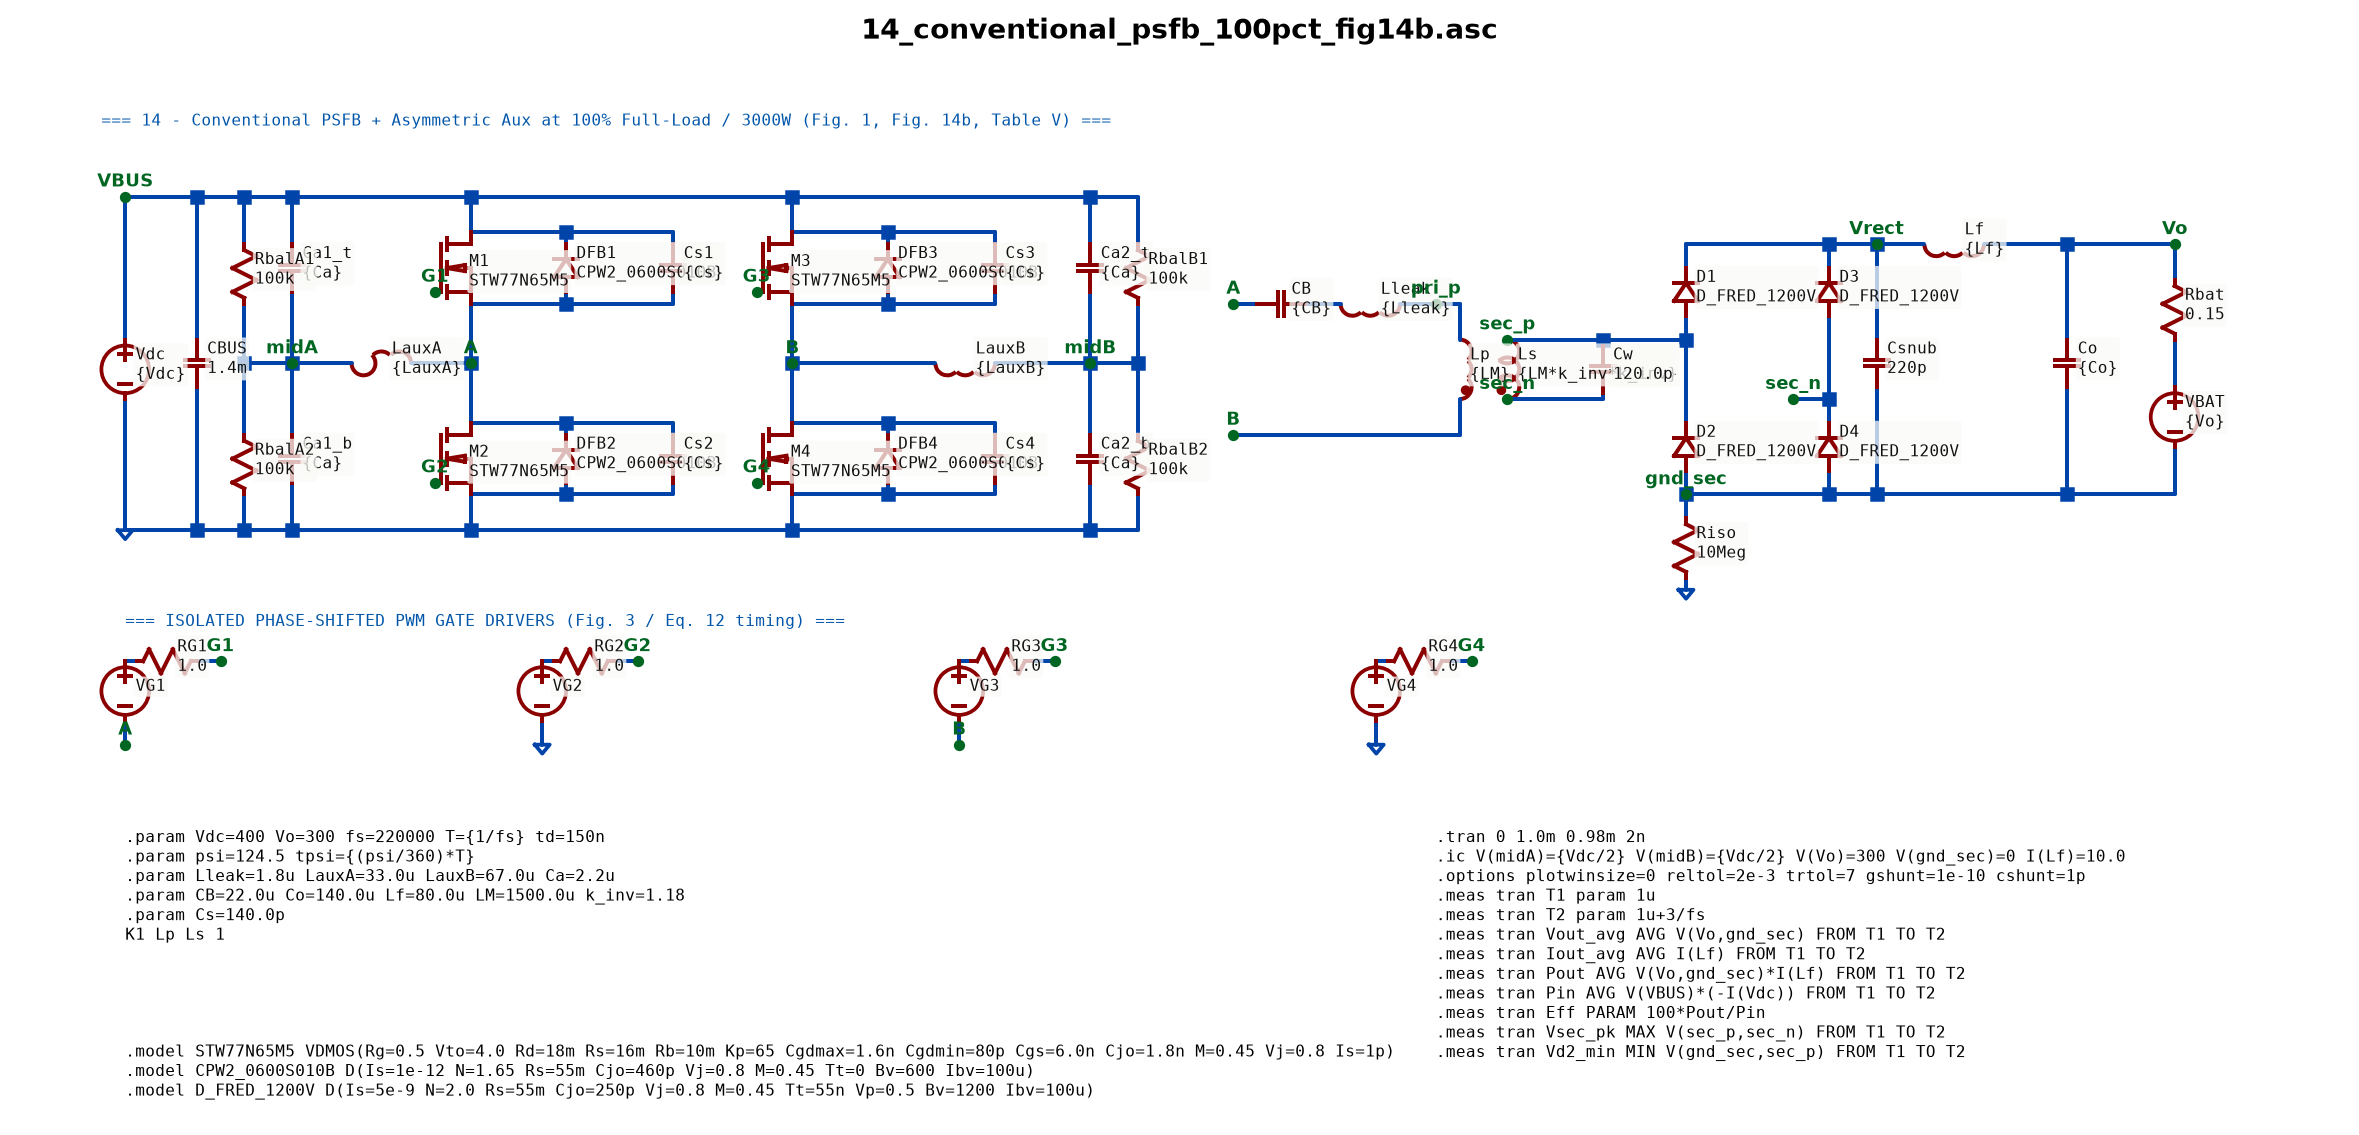 14_conventional_psfb_100pct_fig14b.asc
=== 14 - Conventional PSFB + Asymmetric Aux at 100% Full-Load / 3000W (Fig. 1, Fig. 14b, Table V) ===
VBUS
Vdc
{Vdc}
CBUS
1.4m
RbalA1
100k
Ca1_t
{Ca}
midA
LauxA
{LauxA}
A
RbalA2
100k
Ca1_b
{Ca}
G1
M1
STW77N65M5
DFB1
CPW2_0600S0
Cs1
{Cs}
G2
M2
STW77N65M5
DFB2
CPW2_0600S0
Cs2
{Cs}
G3
M3
STW77N65M5
DFB3
CPW2_0600S0
Cs3
{Cs}
B
LauxB
{LauxB}
midB
G4
M4
STW77N65M5
DFB4
CPW2_0600S0
Cs4
{Cs}
Ca2_t
{Ca}
RbalB1
100k
Ca2_b
{Ca}
RbalB2
100k
A
CB
{CB}
Lleak
{Lleak}
pri_p
B
Lp
{LM}
sec_p
Ls
{LM*k_inv
sec_n
Cw
120.0p
D1
D_FRED_1200V
D3
D_FRED_1200V
Vrect
Lf
{Lf}
Vo
Rbat
0.15
Csnub
220p
sec_n
Co
{Co}
VBAT
{Vo}
D2
D_FRED_1200V
D4
D_FRED_1200V
gnd_sec
Riso
10Meg
=== ISOLATED PHASE-SHIFTED PWM GATE DRIVERS (Fig. 3 / Eq. 12 timing) ===
RG1
1.0
G1
VG1
A
RG2
1.0
G2
VG2
RG3
1.0
G3
VG3
B
RG4
1.0
G4
VG4
.param Vdc=400 Vo=300 fs=220000 T={1/fs} td=150n
.param psi=124.5 tpsi={(psi/360)*T}
.param Lleak=1.8u LauxA=33.0u LauxB=67.0u Ca=2.2u
.param CB=22.0u Co=140.0u Lf=80.0u LM=1500.0u k_inv=1.18
.param Cs=140.0p
K1 Lp Ls 1
.model STW77N65M5 VDMOS(Rg=0.5 Vto=4.0 Rd=18m Rs=16m Rb=10m Kp=65 Cgdmax=1.6n Cgdmin=80p Cgs=6.0n Cjo=1.8n M=0.45 Vj=0.8 Is=1p)
.model CPW2_0600S010B D(Is=1e-12 N=1.65 Rs=55m Cjo=460p Vj=0.8 M=0.45 Tt=0 Bv=600 Ibv=100u)
.model D_FRED_1200V D(Is=5e-9 N=2.0 Rs=55m Cjo=250p Vj=0.8 M=0.45 Tt=55n Vp=0.5 Bv=1200 Ibv=100u)
.tran 0 1.0m 0.98m 2n
.ic V(midA)={Vdc/2} V(midB)={Vdc/2} V(Vo)=300 V(gnd_sec)=0 I(Lf)=10.0
.options plotwinsize=0 reltol=2e-3 trtol=7 gshunt=1e-10 cshunt=1p
.meas tran T1 param 1u
.meas tran T2 param 1u+3/fs
.meas tran Vout_avg AVG V(Vo,gnd_sec) FROM T1 TO T2
.meas tran Iout_avg AVG I(Lf) FROM T1 TO T2
.meas tran Pout AVG V(Vo,gnd_sec)*I(Lf) FROM T1 TO T2
.meas tran Pin AVG V(VBUS)*(-I(Vdc)) FROM T1 TO T2
.meas tran Eff PARAM 100*Pout/Pin
.meas tran Vsec_pk MAX V(sec_p,sec_n) FROM T1 TO T2
.meas tran Vd2_min MIN V(gnd_sec,sec_p) FROM T1 TO T2